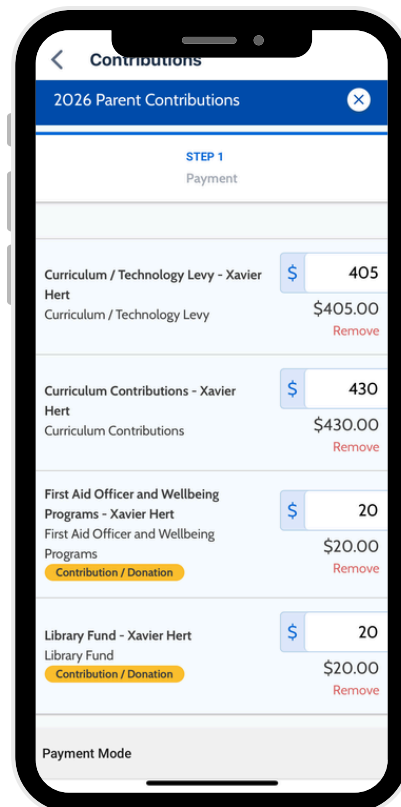 Contributions
2026 Parent Contributions
STEP 1
Payment
Curriculum / Technology Levy - Xavier
Hert
Curriculum / Technology Levy
$ 405
$405.00
Remove
Curriculum Contributions - Xavier
Hert
Curriculum Contributions
$ 430
$430.00
Remove
First Aid Officer and Wellbeing
Programs - Xavier Hert
First Aid Officer and Wellbeing
Programs
Contribution / Donation
$ 20
$20.00
Remove
Library Fund - Xavier Hert
Library Fund
Contribution / Donation
$ 20
$20.00
Remove
Payment Mode